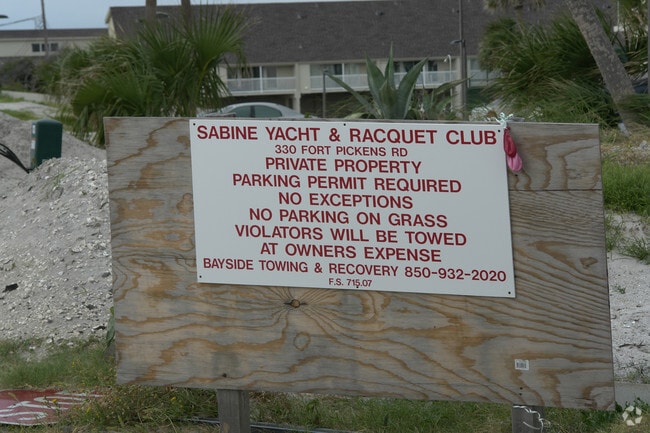 SABINE YACHT & RACQUET CLUB
330 FORT PICKENS RD
PRIVATE PROPERTY
PARKING PERMIT REQUIRED
NO EXCEPTIONS
NO PARKING ON GRASS
VIOLATORS WILL BE TOWED
AT OWNERS EXPENSE
BAYSIDE TOWING & RECOVERY 850-932-2020
F.S. 715.07